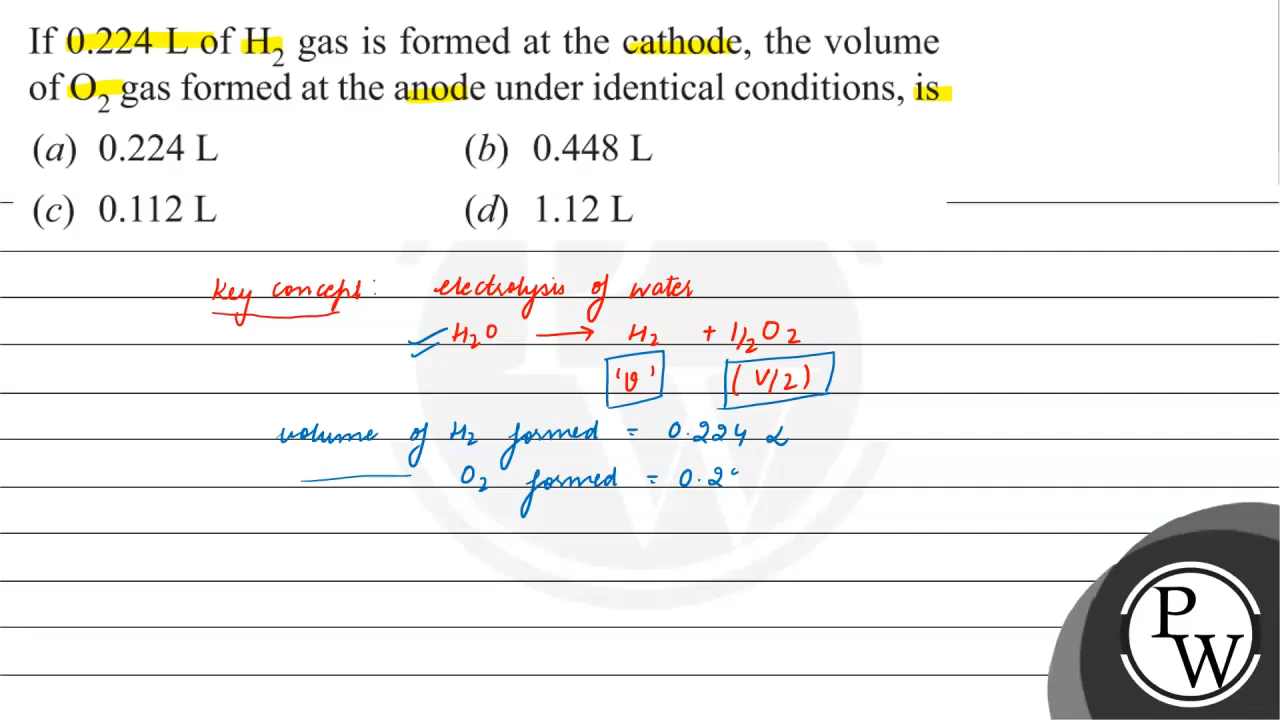 If 0.224 L of H₂ gas is formed at the cathode, the volume
of O₂ gas formed at the anode under identical conditions, is
(a) 0.224 L (b) 0.448 L
(c) 0.112 L (d) 1.12 L
Key concept: electrolysis of water
H₂O → H₂ + 1/2 O₂
'V' (V/2)
volume of H₂ formed = 0.224 L
O₂ formed = 0.2
P
W